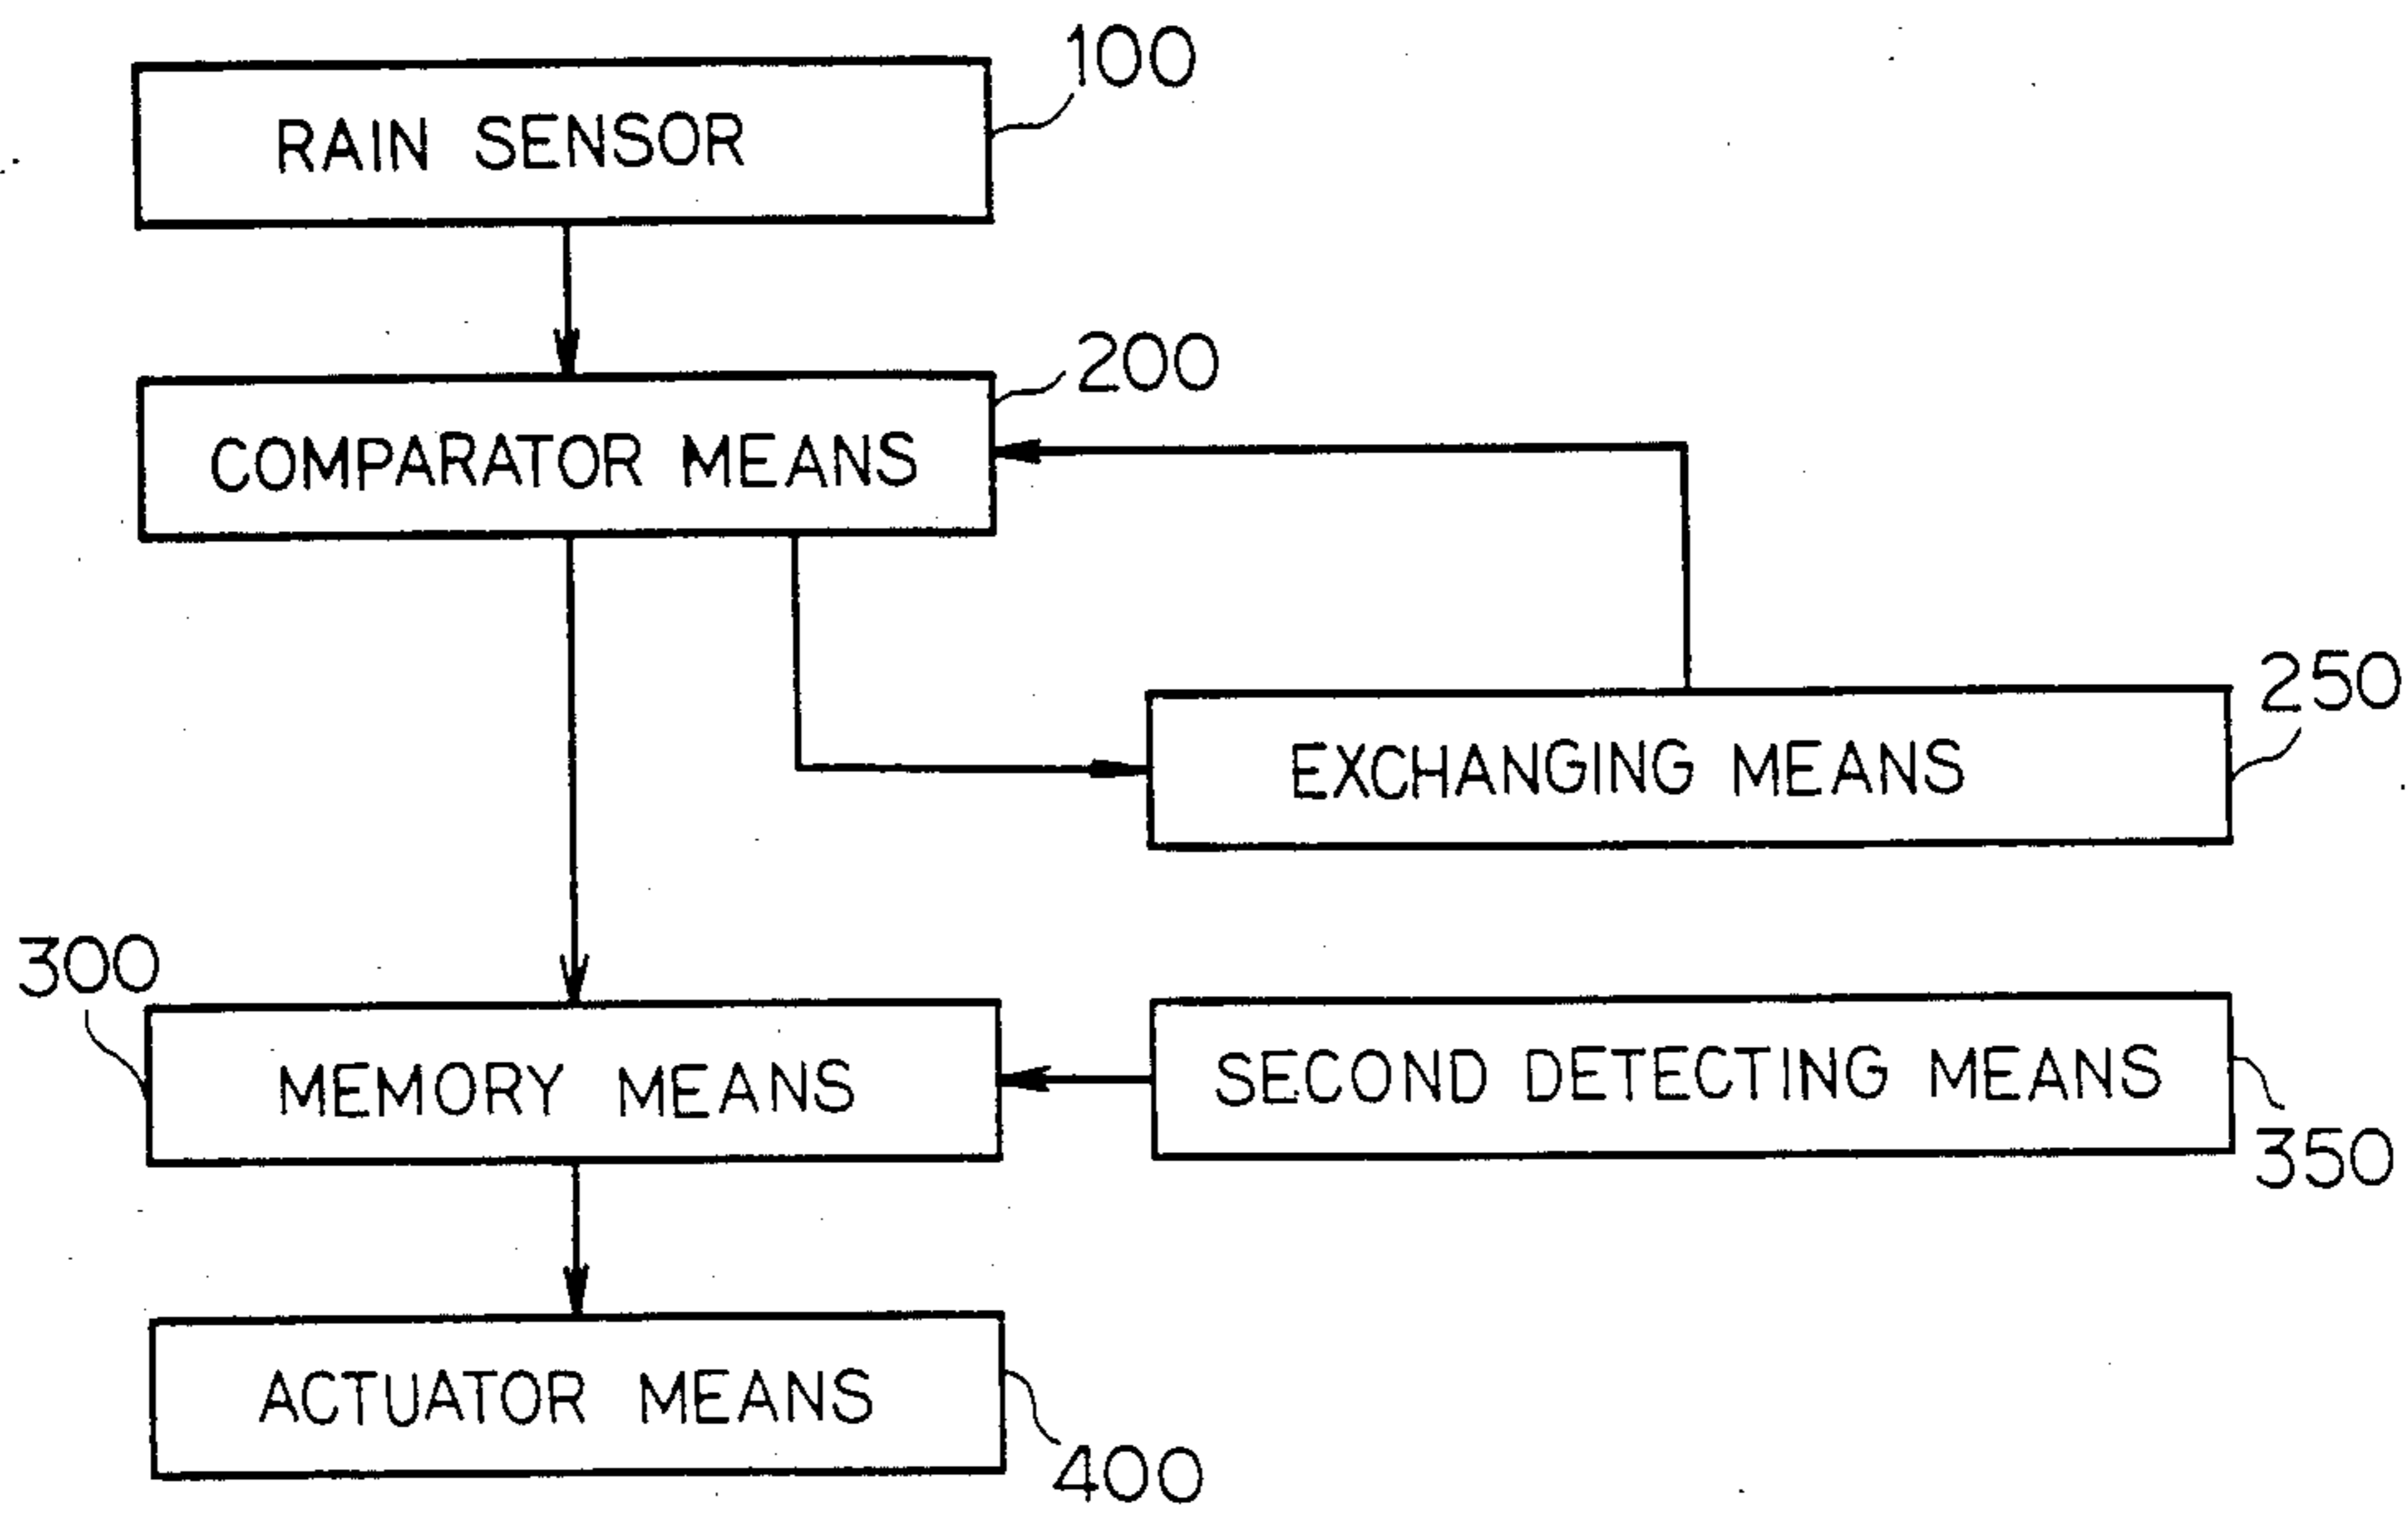 100
RAIN SENSOR
200
COMPARATOR MEANS
250
EXCHANGING MEANS
300
MEMORY MEANS
SECOND DETECTING MEANS
350
ACTUATOR MEANS
400